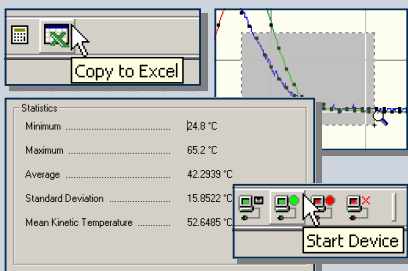 Copy to Excel
Statistics
Minimum ........................... 24.8 °C
Maximum .......................... 65.2 °C
Average ............................ 42.2939 °C
Standard Deviation ................... 15.8522 °C
Mean Kinetic Temperature ........ 52.6485 °C
Start Device